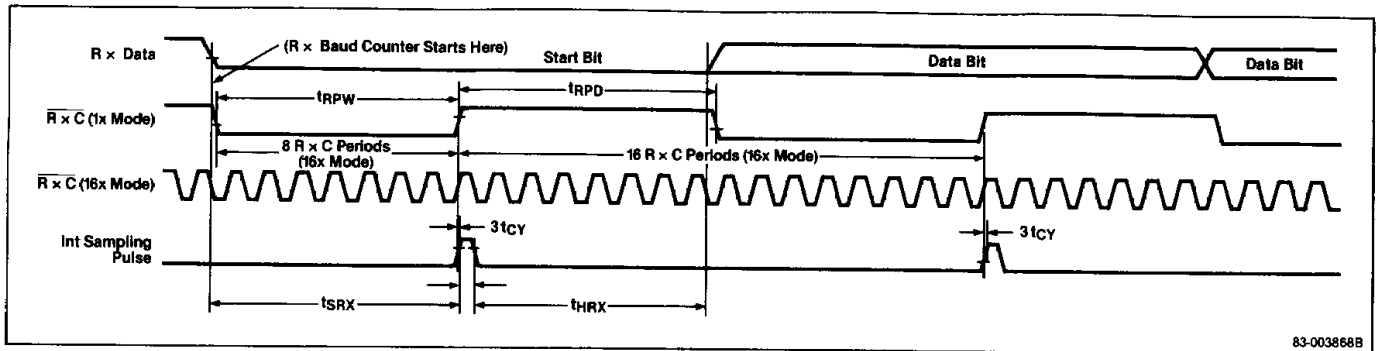 R × Data
(R × Baud Counter Starts Here)
Start Bit
Data Bit
Data Bit
tRPW
tRPD
R × C (1x Mode)
8 R × C Periods
(16x Mode)
16 R × C Periods (16x Mode)
R × C (16x Mode)
3tCY
3tCY
Int Sampling
Pulse
tSRX
tHRX
83-003868B